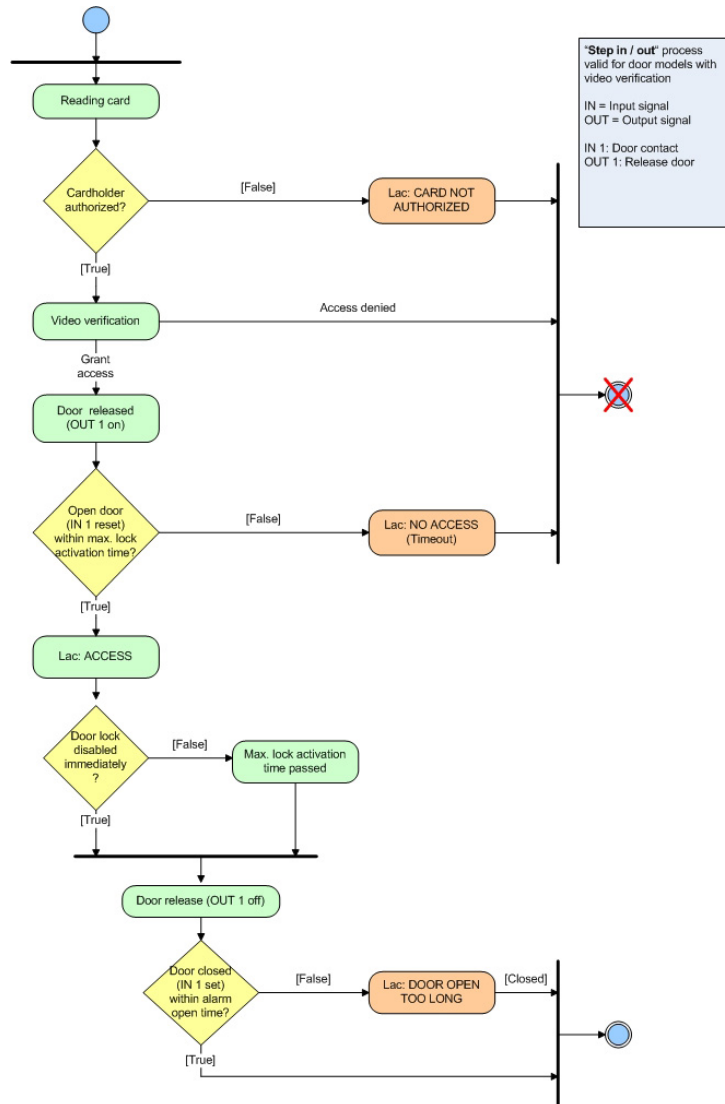 "Step in / out" process
valid for door models with
video verification
IN = Input signal
OUT = Output signal
IN 1: Door contact
OUT 1: Release door
Reading card
Cardholder
authorized?
[False]
Lac: CARD NOT
AUTHORIZED
[True]
Video verification
Access denied
Grant
access
Door released
(OUT 1 on)
Open door
(IN 1 reset)
within max. lock
activation time?
[False]
Lac: NO ACCESS
(Timeout)
[True]
Lac: ACCESS
Door lock
disabled
immediately
?
[False]
Max. lock activation
time passed
[True]
Door release (OUT 1 off)
Door closed
(IN 1 set)
within alarm
open time?
[False]
Lac: DOOR OPEN
TOO LONG
[Closed]
[True]